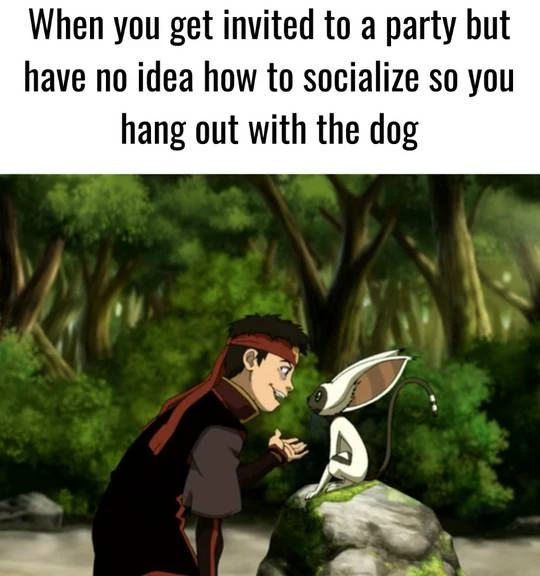 When you get invited to a party but
have no idea how to socialize so you
hang out with the dog